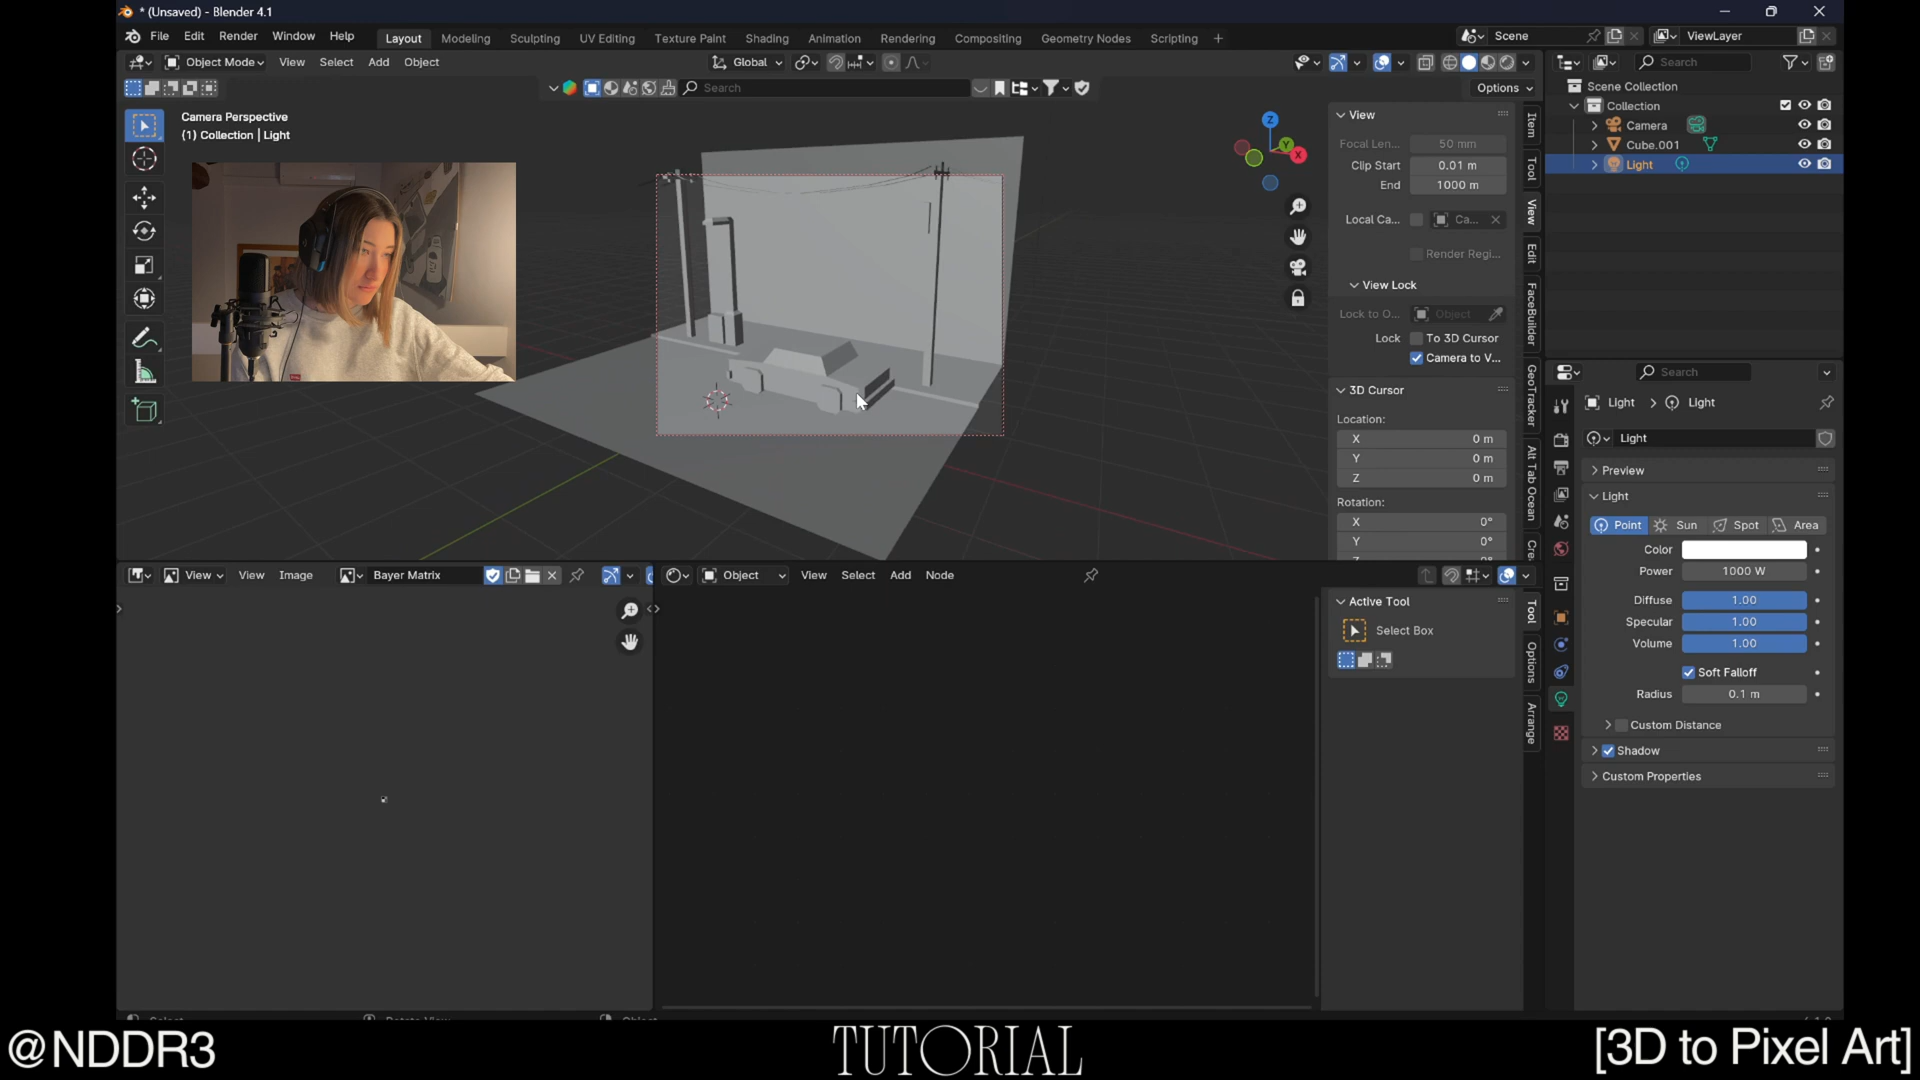 * (Unsaved) - Blender 4.1
File Edit Render Window Help Layout Modeling Sculpting UV Editing Texture Paint Shading Animation Rendering Compositing Geometry Nodes Scripting + Scene ViewLayer
Object Mode View Select Add Object Global Search
Search Options
Scene Collection
Collection
Camera
Cube.001
Light
Camera Perspective
(1) Collection | Light
Z
Y
X
View
Focal Len... 50 mm
Clip Start 0.01 m
End 1000 m
Local Ca... Ca...
Render Regi...
View Lock
Lock to O... Object
Lock To 3D Cursor
Camera to V...
3D Cursor
Location:
X 0 m
Y 0 m
Z 0 m
Rotation:
X 0°
Y 0°
Item
Tool
View
Edit
FaceBuilder
GeoTracker
Alt Tab Ocean
Cre
Search
Light > Light
Light
Preview
Light
Point Sun Spot Area
Color
Power 1000 W
Diffuse 1.00
Specular 1.00
Volume 1.00
Soft Falloff
Radius 0.1 m
Custom Distance
Shadow
Custom Properties
View View Image Bayer Matrix
Object View Select Add Node
Active Tool
Select Box
Tool
Options
Arrange
@NDDR3
TUTORIAL
[3D to Pixel Art]